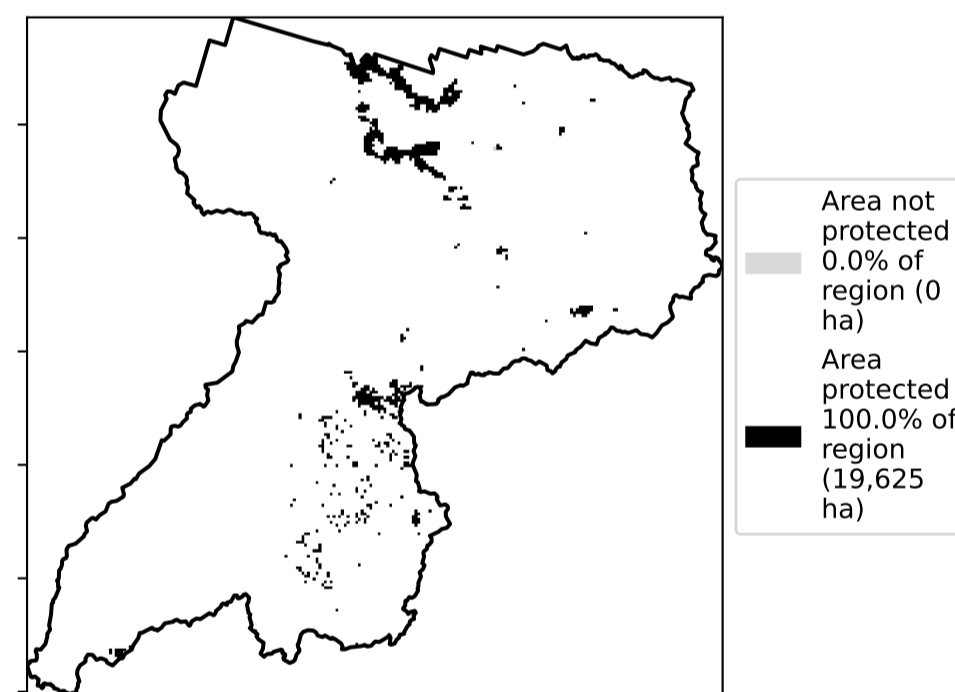 Area not
protected
0.0% of
region (0
ha)
Area
protected
100.0% of
region
(19,625
ha)